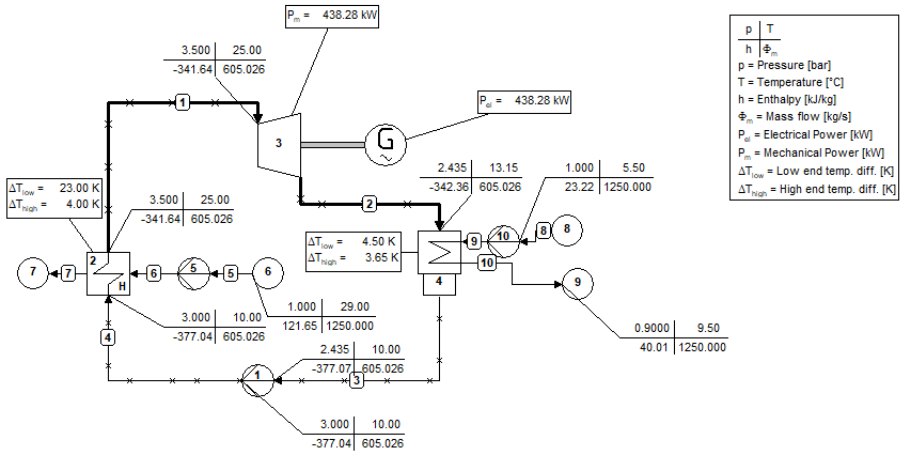 P_m = 438.28 kW
3.500 25.00
-341.64 605.026
p T
h Φ_m
p = Pressure [bar]
T = Temperature [°C]
h = Enthalpy [kJ/kg]
Φ_m = Mass flow [kg/s]
P_el = Electrical Power [kW]
P_m = Mechanical Power [kW]
ΔT_low = Low end temp. diff. [K]
ΔT_high = High end temp. diff. [K]
1
3
G
~
P_el = 438.28 kW
ΔT_low = 23.00 K
ΔT_high = 4.00 K
3.500 25.00
-341.64 605.026
2.435 13.15
-342.36 605.026
1.000 5.50
23.22 1250.000
2
ΔT_low = 4.50 K
ΔT_high = 3.65 K
9
10
8
8
10
7
7
2
H
6
5
5
6
4
9
1.000 29.00
121.65 1250.000
3.000 10.00
-377.04 605.026
4
0.9000 9.50
40.01 1250.000
2.435 10.00
-377.07 605.026
1
3
3.000 10.00
-377.04 605.026